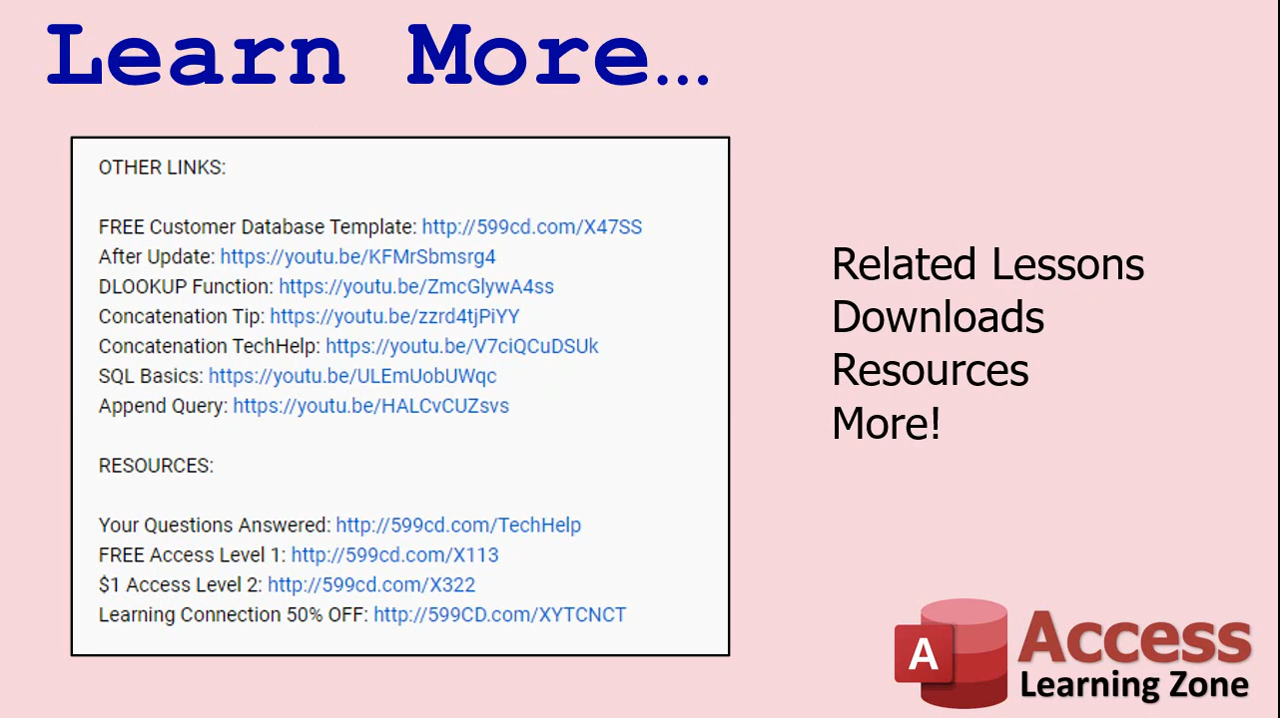 Learn More...
OTHER LINKS:
FREE Customer Database Template: http://599cd.com/X47SS
After Update: https://youtu.be/KFMrSbmsrg4
DLOOKUP Function: https://youtu.be/ZmcGlywA4ss
Concatenation Tip: https://youtu.be/zzrd4tjPiYY
Concatenation TechHelp: https://youtu.be/V7ciQCuDSUk
SQL Basics: https://youtu.be/ULEmUobUWqc
Append Query: https://youtu.be/HALCvCUZsvs
RESOURCES:
Your Questions Answered: http://599cd.com/TechHelp
FREE Access Level 1: http://599cd.com/X113
$1 Access Level 2: http://599cd.com/X322
Learning Connection 50% OFF: http://599CD.com/XYTCNCT
Related Lessons
Downloads
Resources
More!
A
Access
Learning Zone